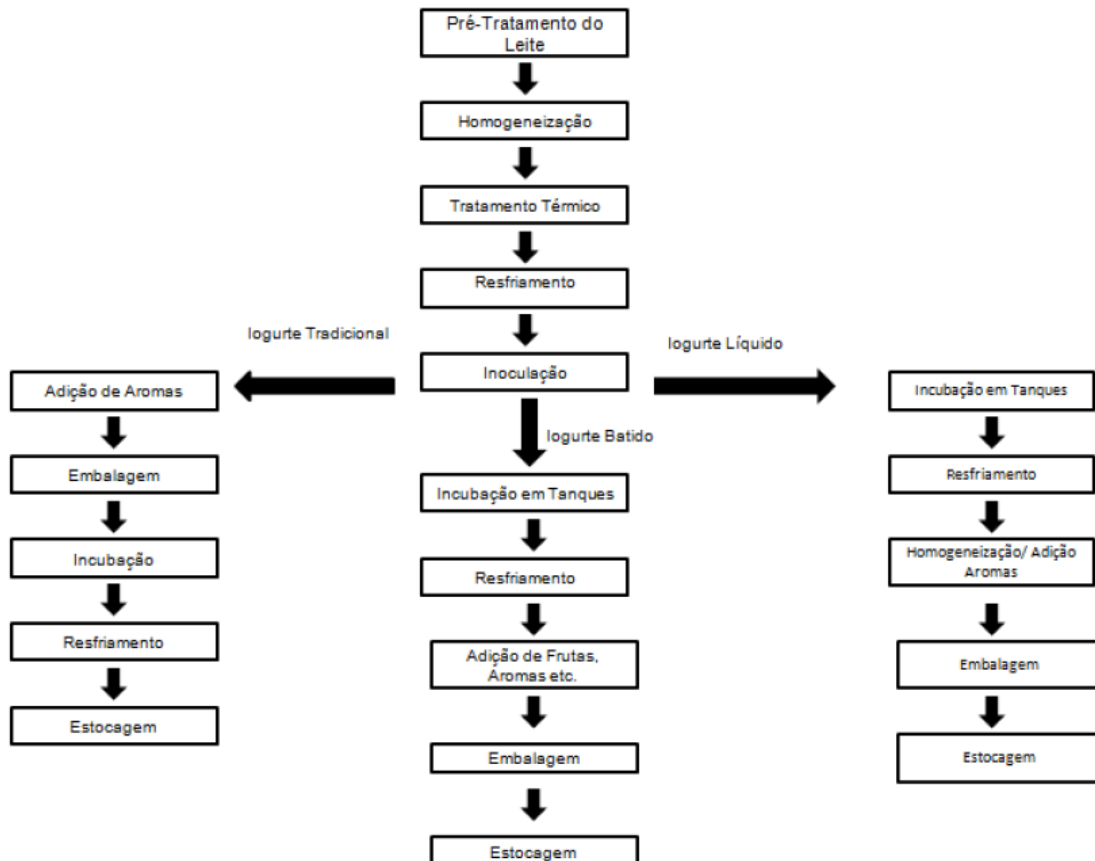 Pré-Tratamento do
Leite
Homogeneização
Tratamento Térmico
Resfriamento
Inoculação
Iogurte Tradicional
Adição de Aromas
Embalagem
Incubação
Resfriamento
Estocagem
Iogurte Batido
Incubação em Tanques
Resfriamento
Adição de Frutas,
Aromas etc.
Embalagem
Estocagem
Iogurte Líquido
Incubação em Tanques
Resfriamento
Homogeneização/ Adição
Aromas
Embalagem
Estocagem